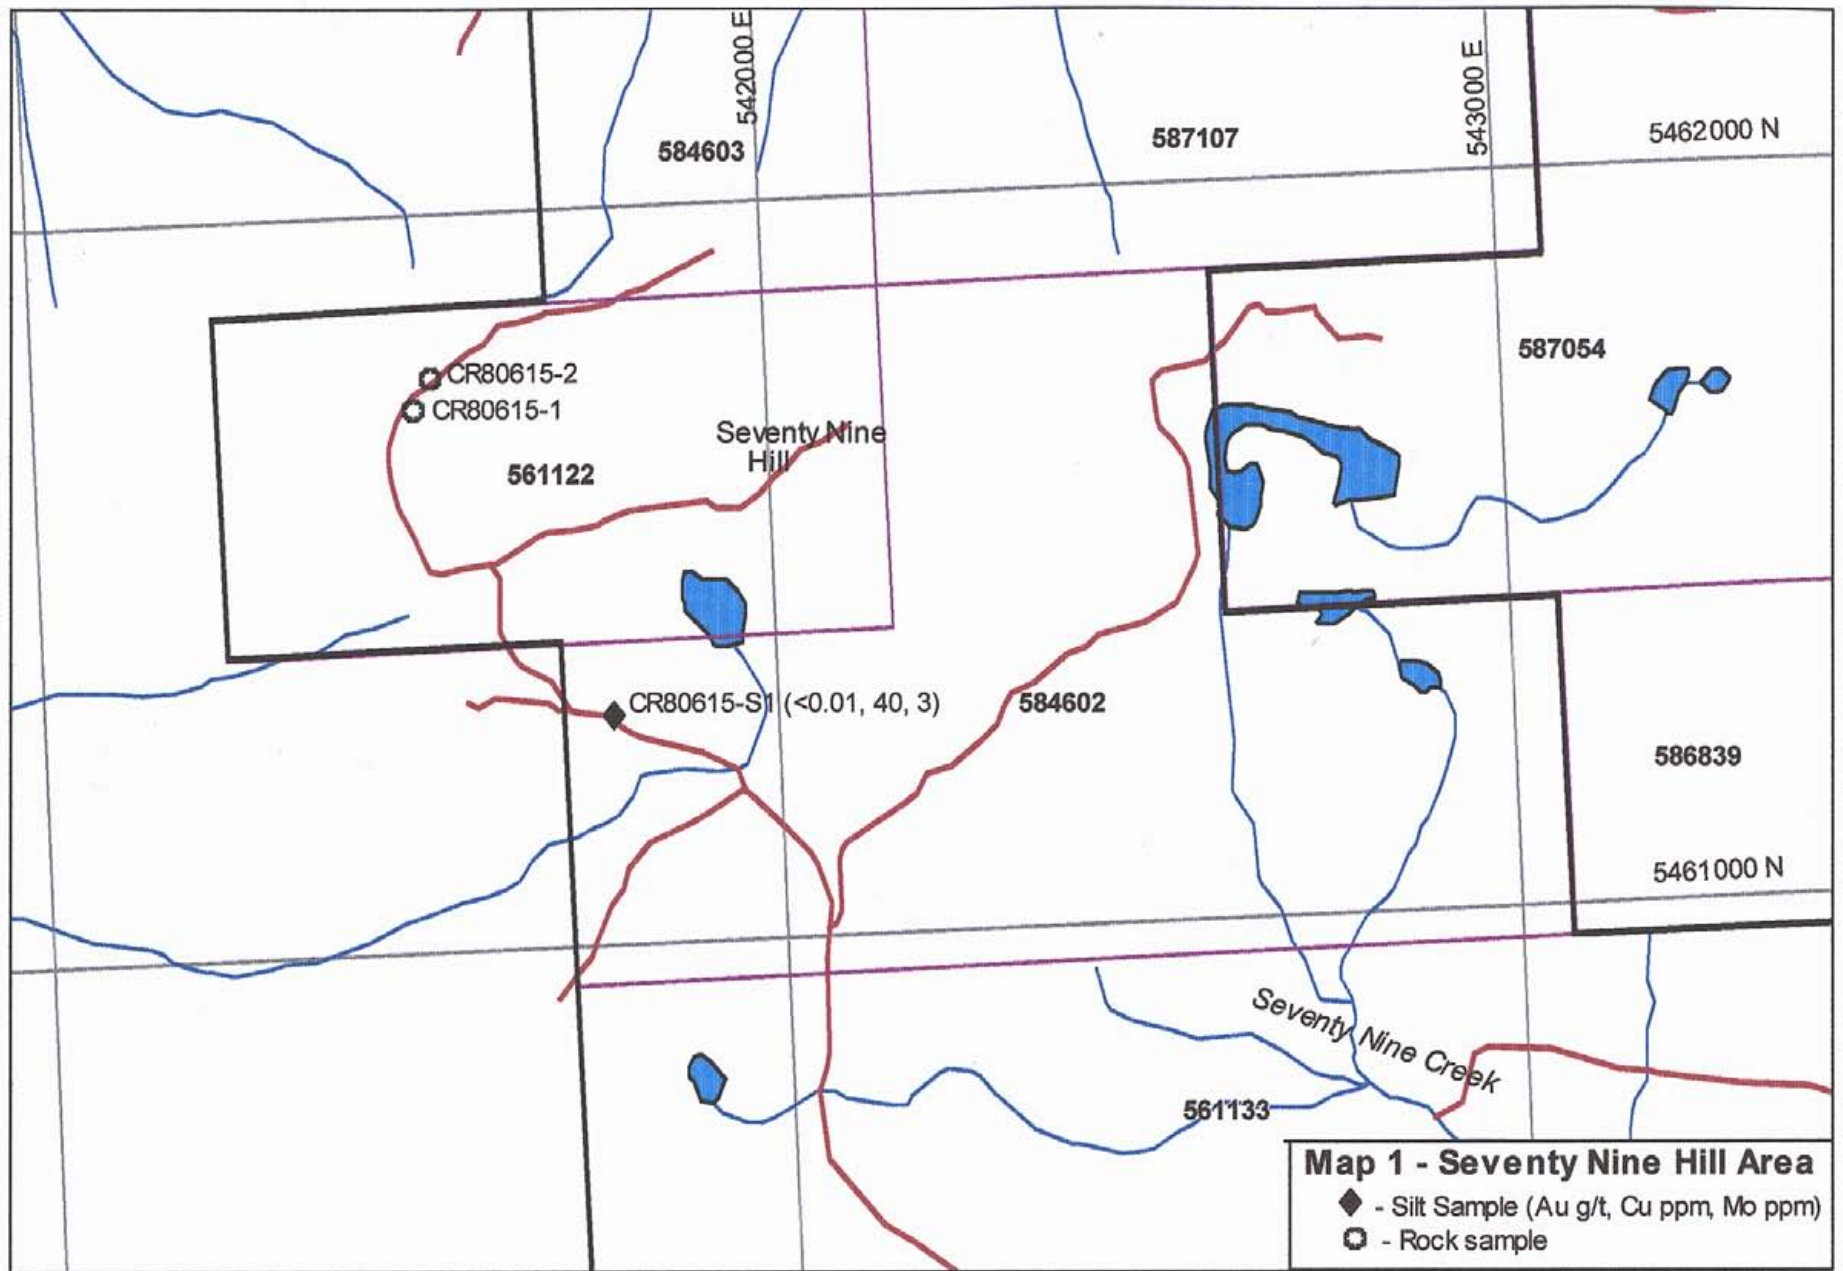 542000 E
543000 E
5462000 N
584603
587107
587054
CR80615-2
CR80615-1
Seventy Nine
Hill
561122
CR80615-S1 (<0.01, 40, 3)
584602
586839
5461000 N
Seventy Nine Creek
561133
Map 1 - Seventy Nine Hill Area
- Silt Sample (Au g/t, Cu ppm, Mo ppm)
- Rock sample